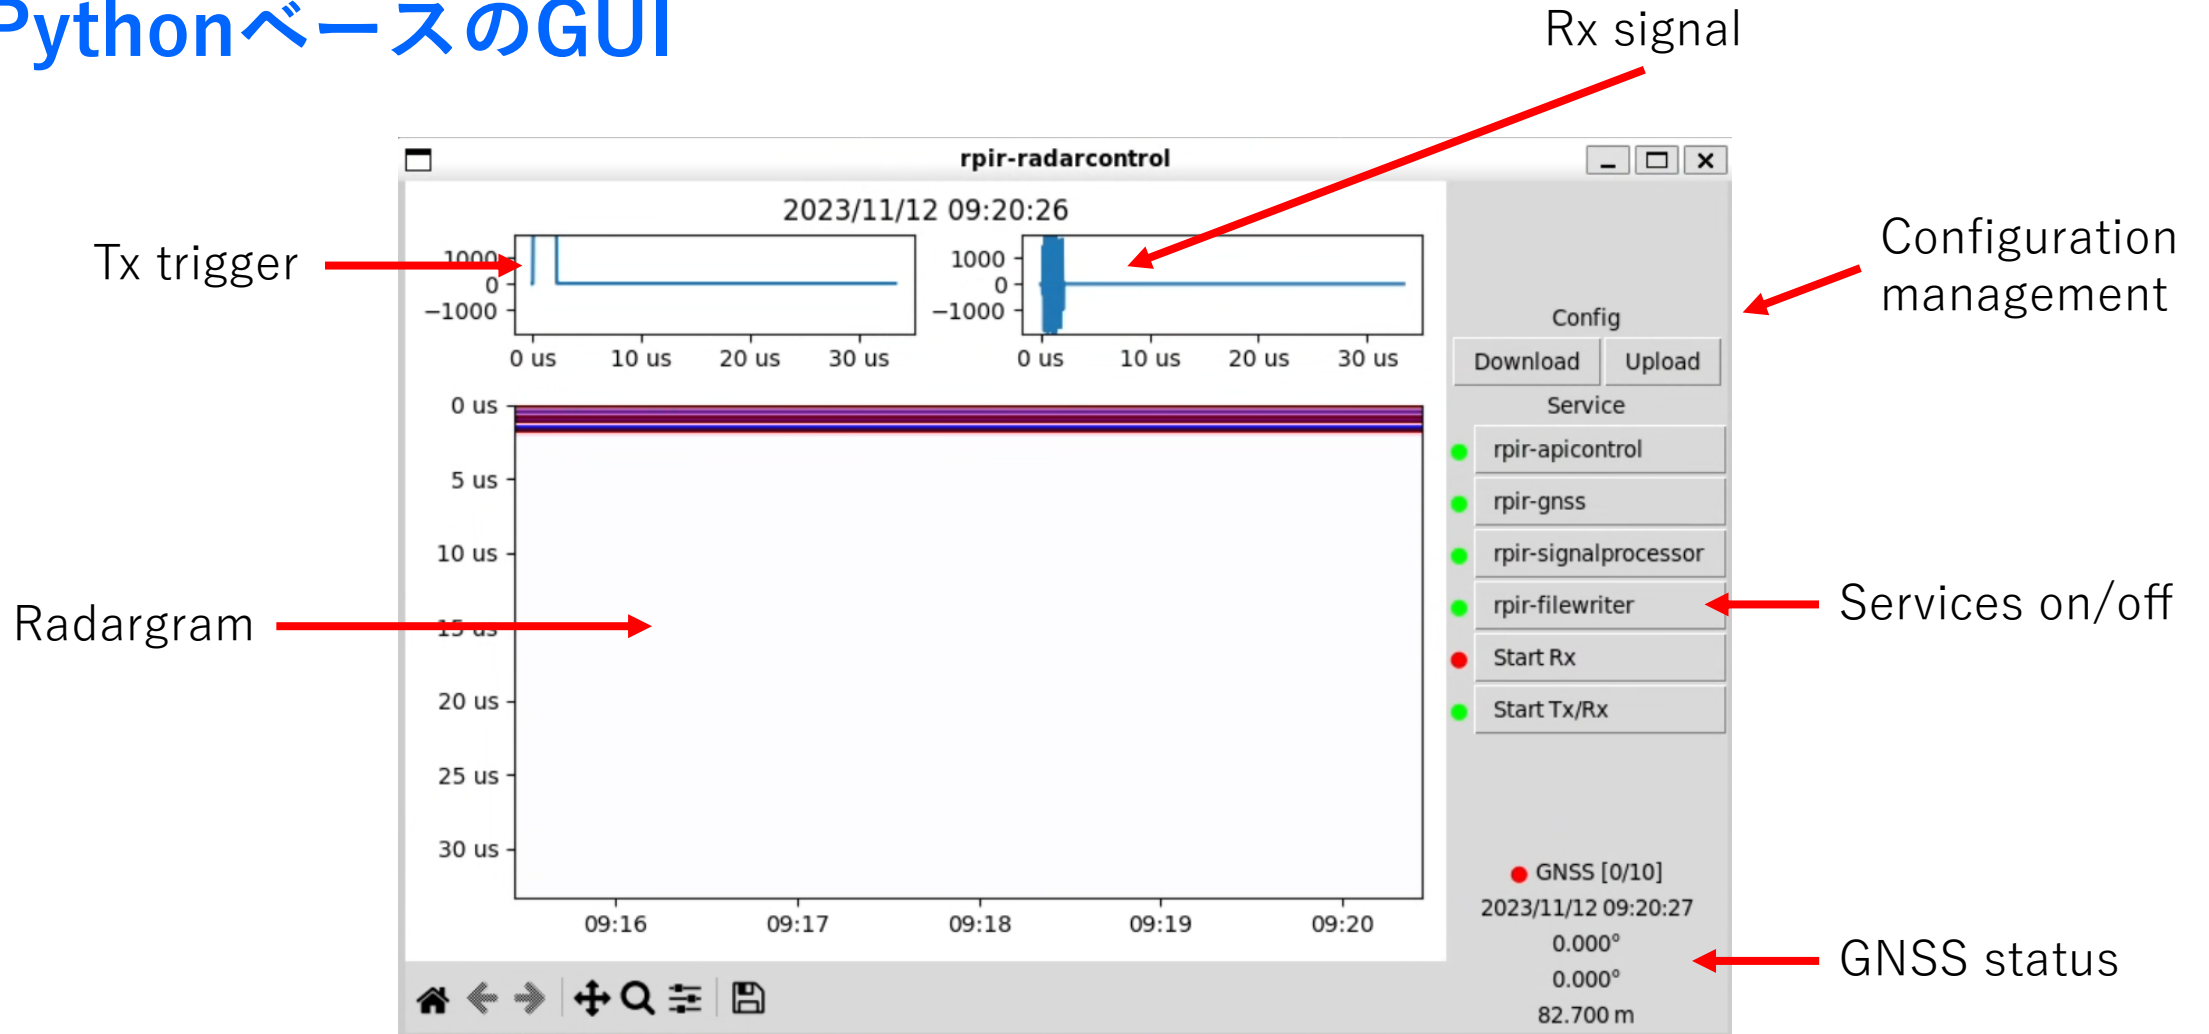 PythonベースのGUI
Rx signal
rpir-radarcontrol
2023/11/12 09:20:26
Tx trigger
1000
0
−1000
0 us
10 us
20 us
30 us
1000
0
−1000
0 us
10 us
20 us
30 us
Configuration
management
Config
Download
Upload
Service
rpir-apicontrol
rpir-gnss
rpir-signalprocessor
rpir-filewriter
Start Rx
Start Tx/Rx
Services on/off
Radargram
0 us
5 us
10 us
15 us
20 us
25 us
30 us
09:16
09:17
09:18
09:19
09:20
GNSS [0/10]
2023/11/12 09:20:27
0.000°
0.000°
82.700 m
GNSS status